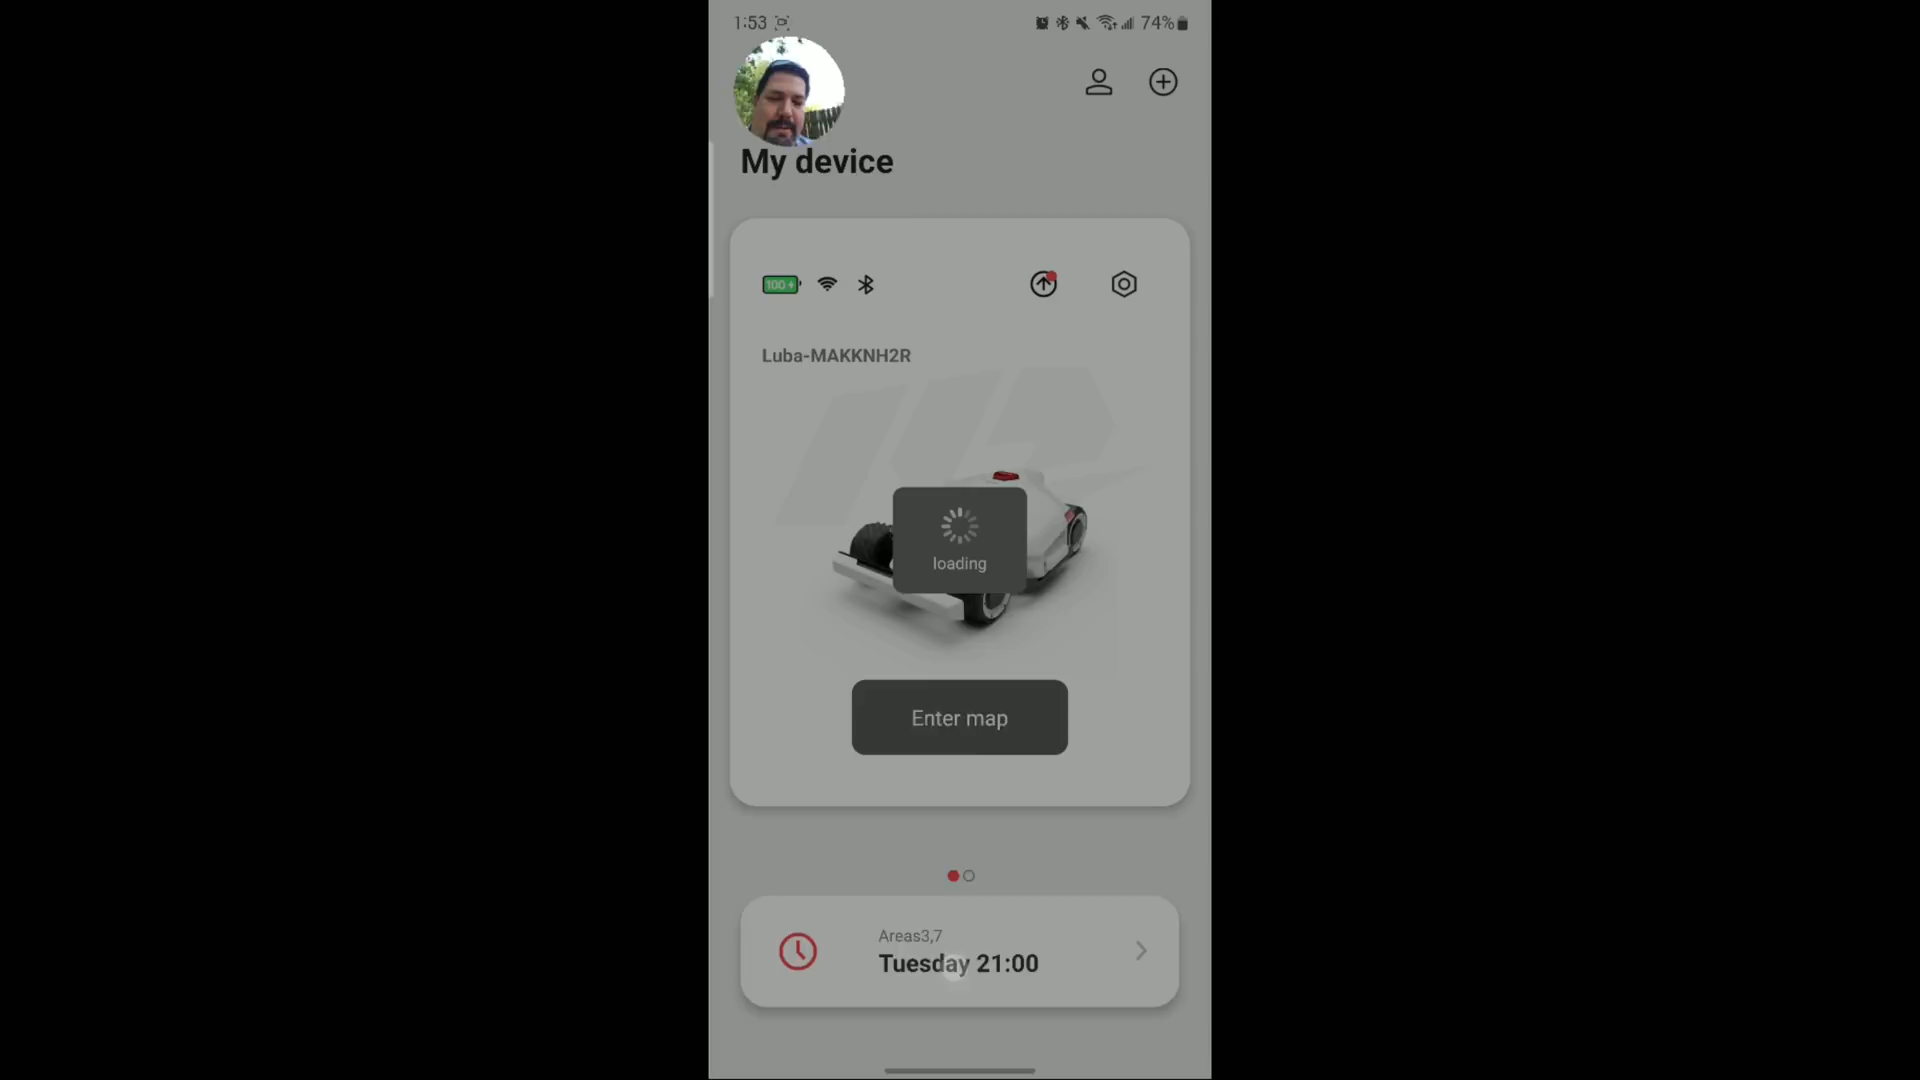 1:53
74%
My device
100
Luba-MAKKNH2R
loading
Enter map
Areas3,7
Tuesday 21:00